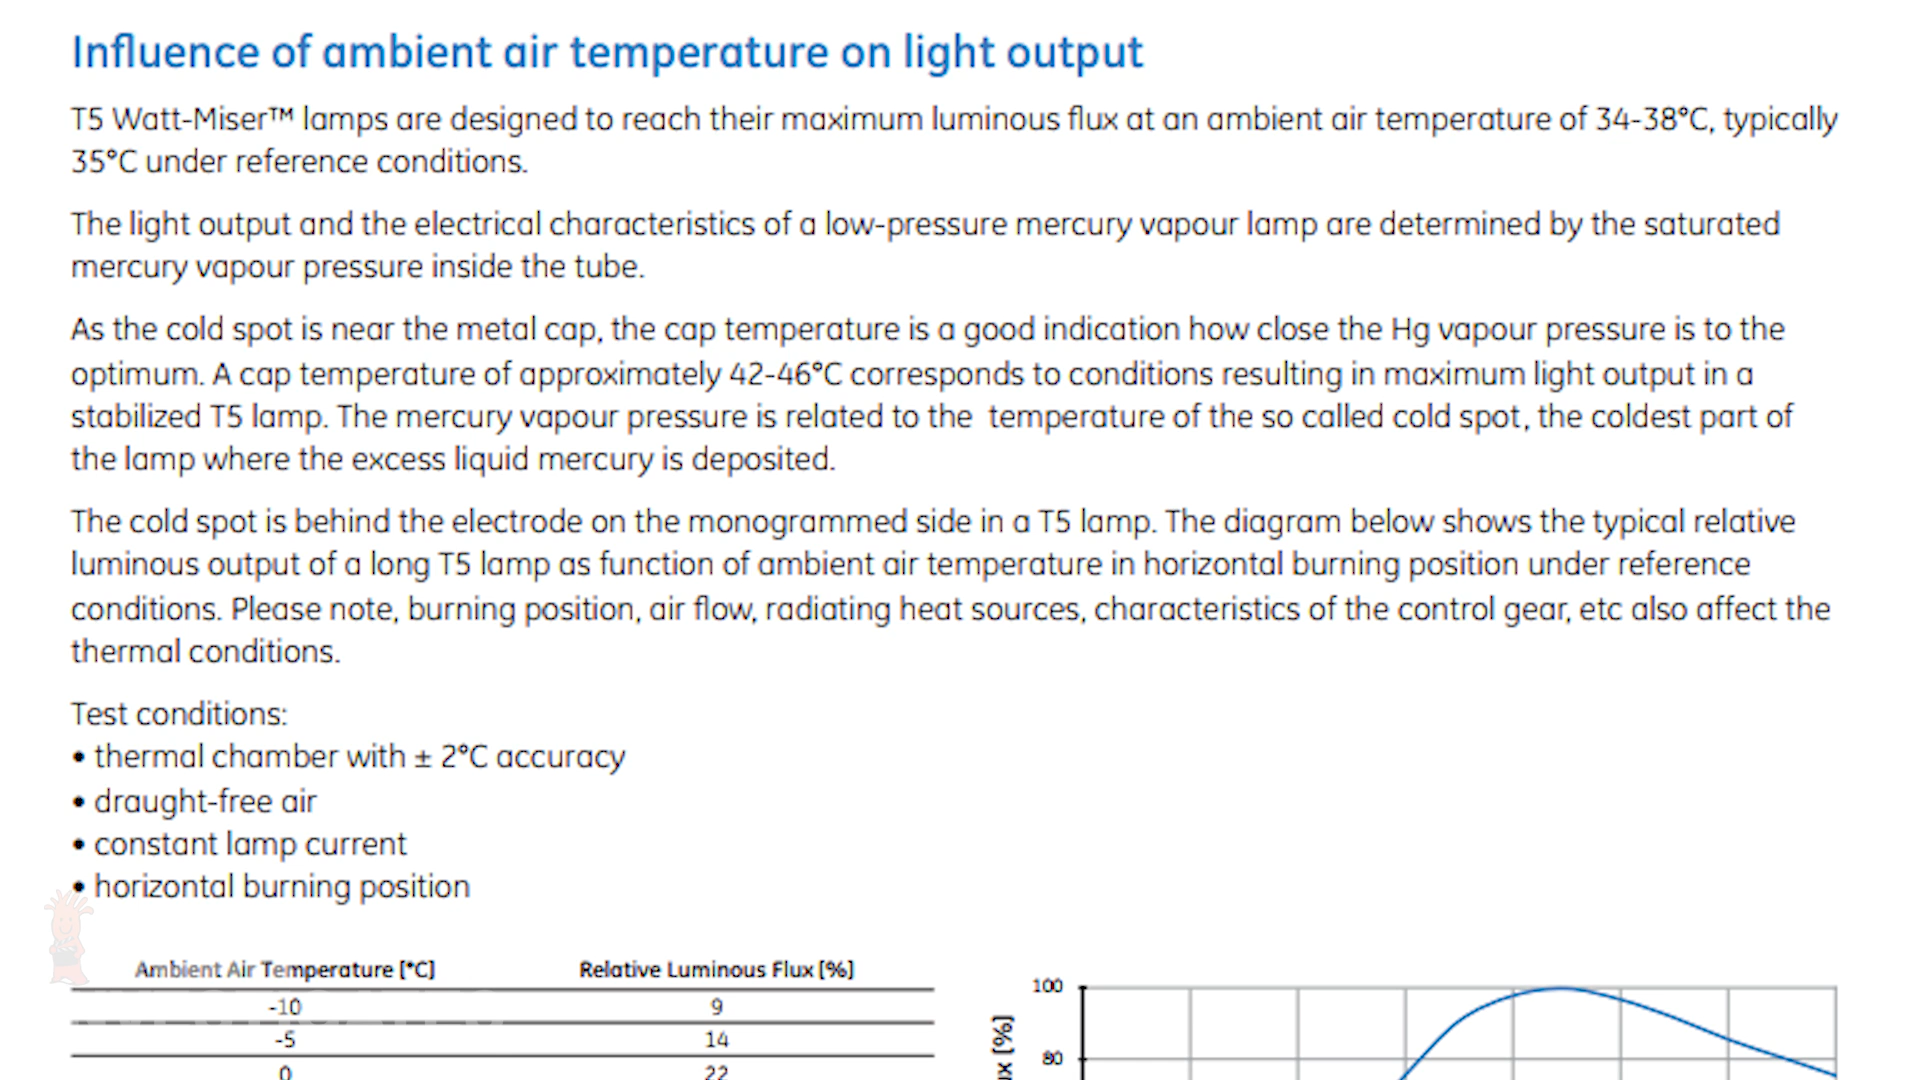 Influence of ambient air temperature on light output
T5 Watt-Miser™ lamps are designed to reach their maximum luminous flux at an ambient air temperature of 34-38°C, typically
35°C under reference conditions.
The light output and the electrical characteristics of a low-pressure mercury vapour lamp are determined by the saturated
mercury vapour pressure inside the tube.
As the cold spot is near the metal cap, the cap temperature is a good indication how close the Hg vapour pressure is to the
optimum. A cap temperature of approximately 42-46°C corresponds to conditions resulting in maximum light output in a
stabilized T5 lamp. The mercury vapour pressure is related to the temperature of the so called cold spot, the coldest part of
the lamp where the excess liquid mercury is deposited.
The cold spot is behind the electrode on the monogrammed side in a T5 lamp. The diagram below shows the typical relative
luminous output of a long T5 lamp as function of ambient air temperature in horizontal burning position under reference
conditions. Please note, burning position, air flow, radiating heat sources, characteristics of the control gear, etc also affect the
thermal conditions.
Test conditions:
• thermal chamber with ± 2°C accuracy
• draught-free air
• constant lamp current
• horizontal burning position
Ambient Air Temperature [°C] Relative Luminous Flux [%]
-10 9
-5 14
0 22
100
80
[%]